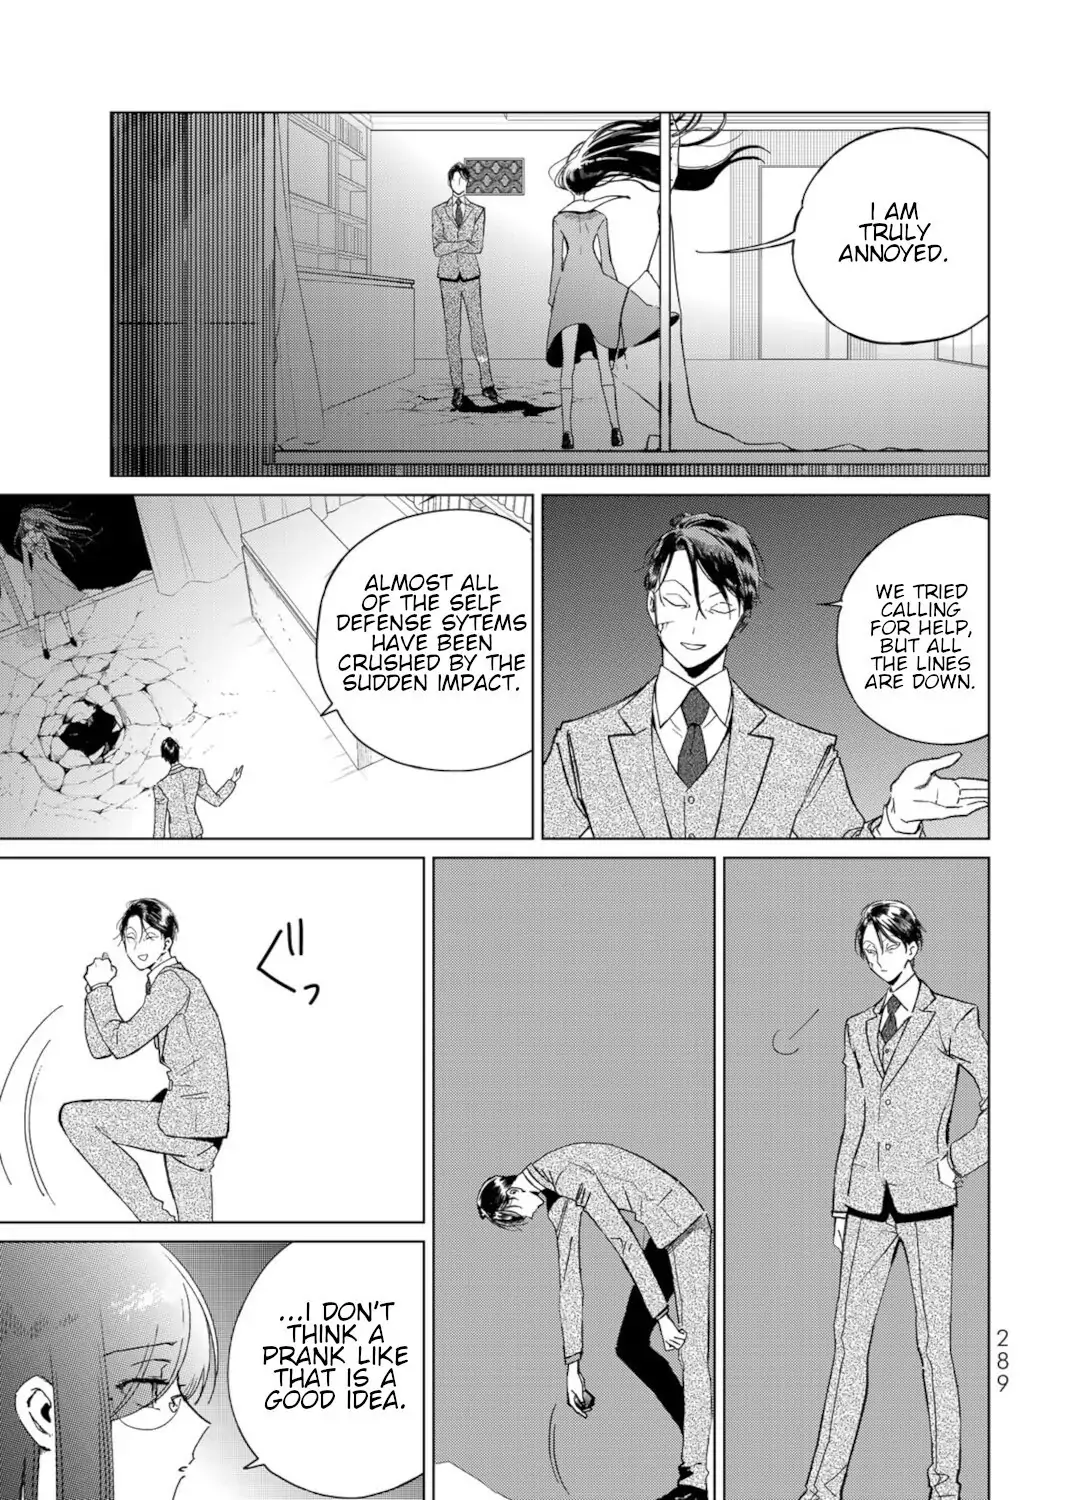 I AM
TRULY
ANNOYED.
WE TRIED
CALLING
FOR HELP,
BUT ALL
THE LINES
ARE DOWN.
ALMOST ALL
OF THE SELF
DEFENSE SYTEMS
HAVE BEEN
CRUSHED BY THE
SUDDEN IMPACT.
ぐっ
...I DON'T
THINK A
PRANK LIKE
THAT IS A
GOOD IDEA.
289